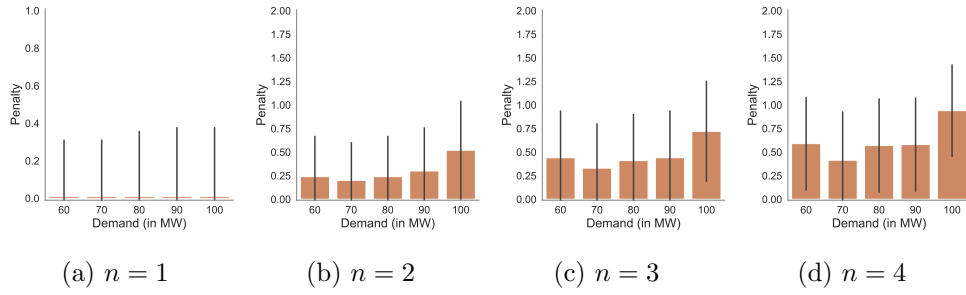 1.0
0.8
0.6
0.4
0.2
0.0
Penalty
60 70 80 90 100
Demand (in MW)
2.00
1.75
1.50
1.25
1.00
0.75
0.50
0.25
0.00
Penalty
60 70 80 90 100
Demand (in MW)
2.00
1.75
1.50
1.25
1.00
0.75
0.50
0.25
0.00
Penalty
60 70 80 90 100
Demand (in MW)
2.00
1.75
1.50
1.25
1.00
0.75
0.50
0.25
0.00
Penalty
60 70 80 90 100
Demand (in MW)
(a) n = 1
(b) n = 2
(c) n = 3
(d) n = 4